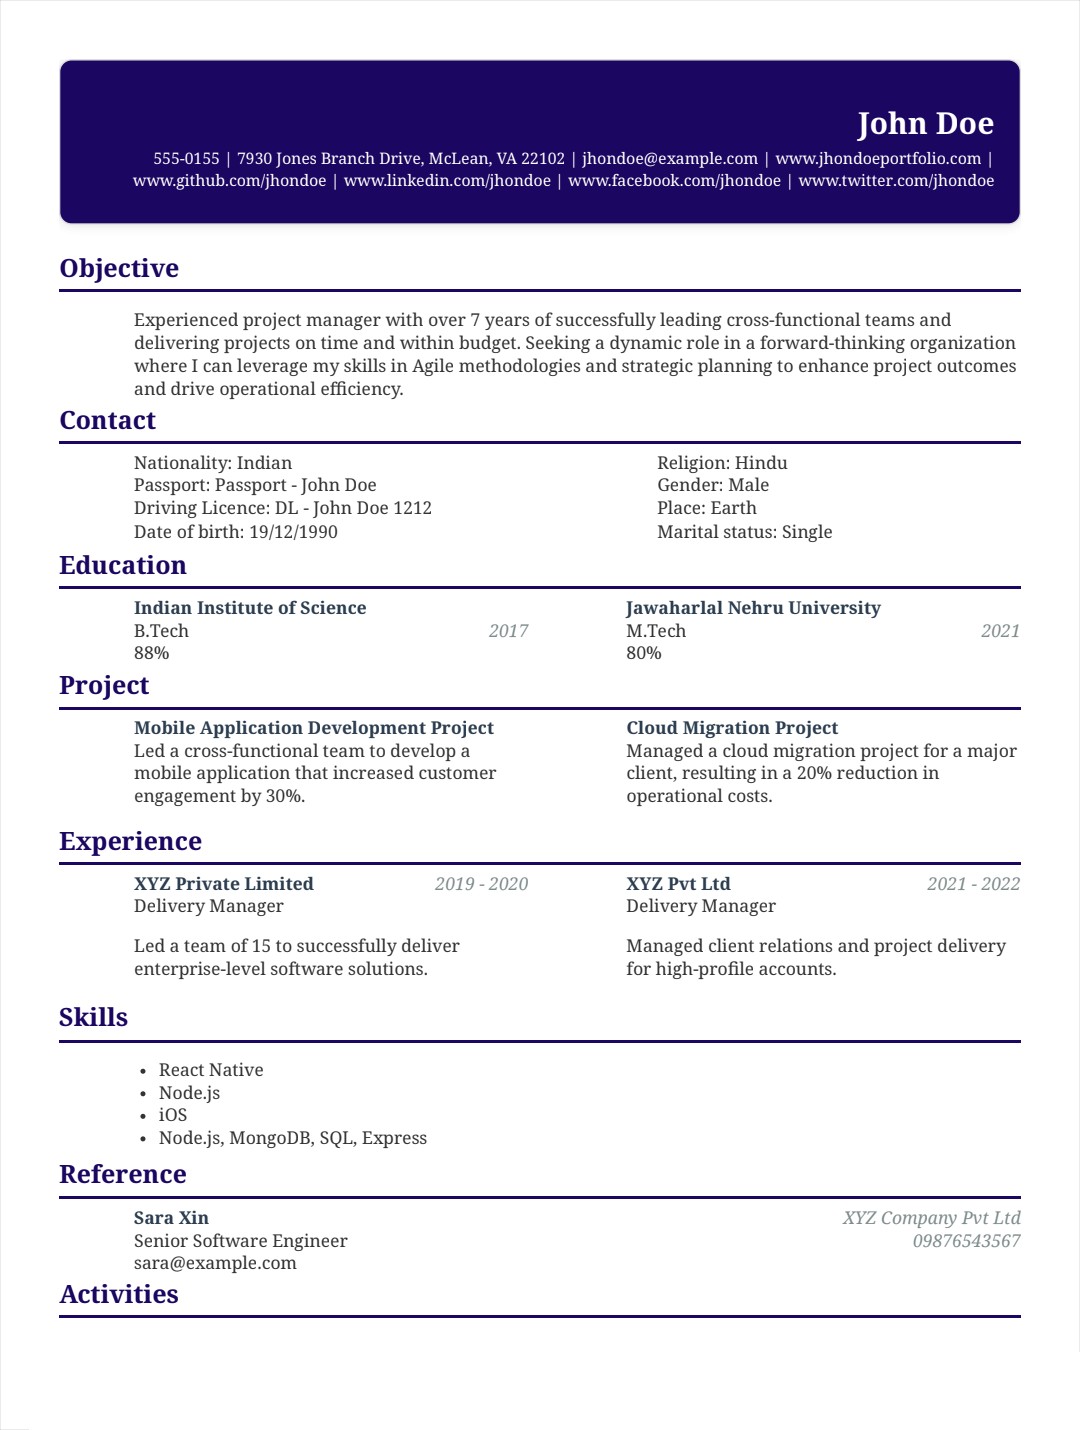 John Doe
555-0155 | 7930 Jones Branch Drive, McLean, VA 22102 | jhondoe@example.com | www.jhondoeportfolio.com |
www.github.com/jhondoe | www.linkedin.com/jhondoe | www.facebook.com/jhondoe | www.twitter.com/jhondoe
Objective
Experienced project manager with over 7 years of successfully leading cross-functional teams and
delivering projects on time and within budget. Seeking a dynamic role in a forward-thinking organization
where I can leverage my skills in Agile methodologies and strategic planning to enhance project outcomes
and drive operational efficiency.
Contact
Nationality: Indian
Passport: Passport - John Doe
Driving Licence: DL - John Doe 1212
Date of birth: 19/12/1990
Religion: Hindu
Gender: Male
Place: Earth
Marital status: Single
Education
Indian Institute of Science
B.Tech 2017
88%
Jawaharlal Nehru University
M.Tech 2021
80%
Project
Mobile Application Development Project
Led a cross-functional team to develop a
mobile application that increased customer
engagement by 30%.
Cloud Migration Project
Managed a cloud migration project for a major
client, resulting in a 20% reduction in
operational costs.
Experience
XYZ Private Limited 2019 - 2020
Delivery Manager
Led a team of 15 to successfully deliver
enterprise-level software solutions.
XYZ Pvt Ltd 2021 - 2022
Delivery Manager
Managed client relations and project delivery
for high-profile accounts.
Skills
• React Native
• Node.js
• iOS
• Node.js, MongoDB, SQL, Express
Reference
Sara Xin XYZ Company Pvt Ltd
Senior Software Engineer 09876543567
sara@example.com
Activities